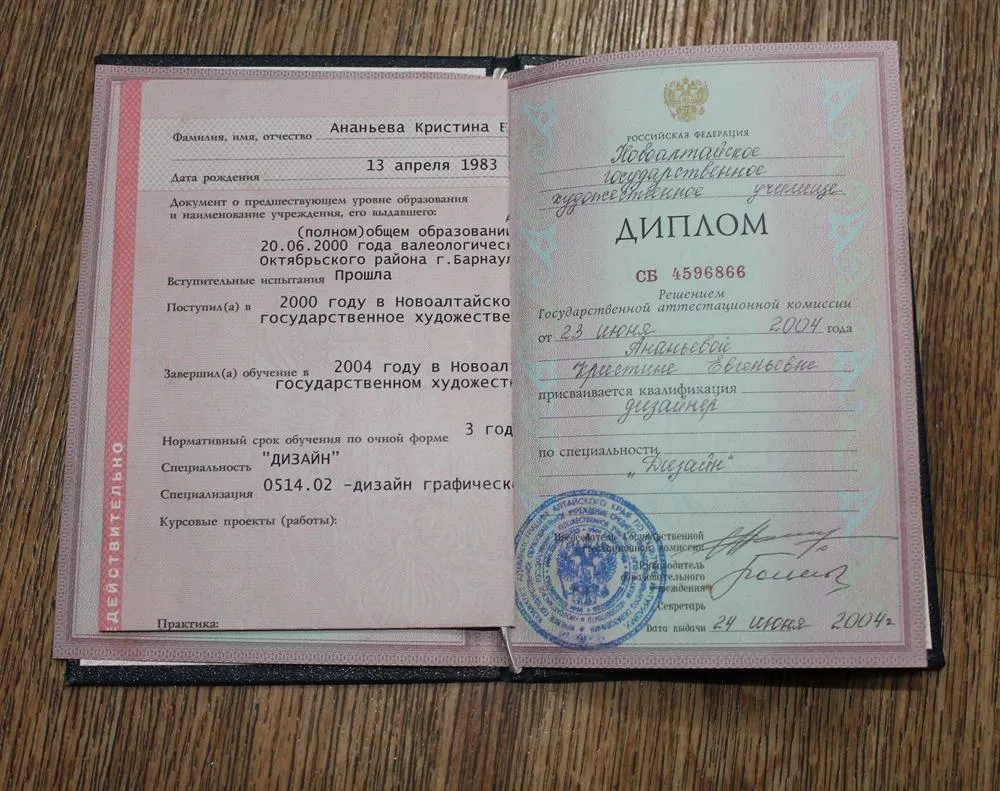 Фамилия, имя, отчество Ананьева Кристина Е
Дата рождения 13 апреля 1983
Документ о предшествующем уровне образования
и наименование учреждения, его выдавшего:
(полном)общем образовани
20.06.2000 года валеологичес
Октябрьского района г.Барнаул
Вступительные испытания Прошла
Поступил(а) в 2000 году в Новоалтайско
государственное художестве
Завершил(а) обучение в 2004 году в Новоалт
государственном художест
Нормативный срок обучения по очной форме 3 год
Специальность "ДИЗАЙН"
Специализация 0514.02 –дизайн графическ
Курсовые проекты (работы):
Практика:
ДЕЙСТВИТЕЛЬНО
РОССИЙСКАЯ ФЕДЕРАЦИЯ
Новоалтайское
государственное
художественное училище
ДИПЛОМ
СБ 4596866
Решением
Государственной аттестационной комиссии
от 23 июня 2004 года
Ананьевой
Кристине Евгеньевне
присваивается квалификация
дизайнер
по специальности
„Дизайн"
Председатель Государственной
аттестационной комиссии
Руководитель
образовательного
учреждения
Секретарь
Дата выдачи 24 июня 2004г